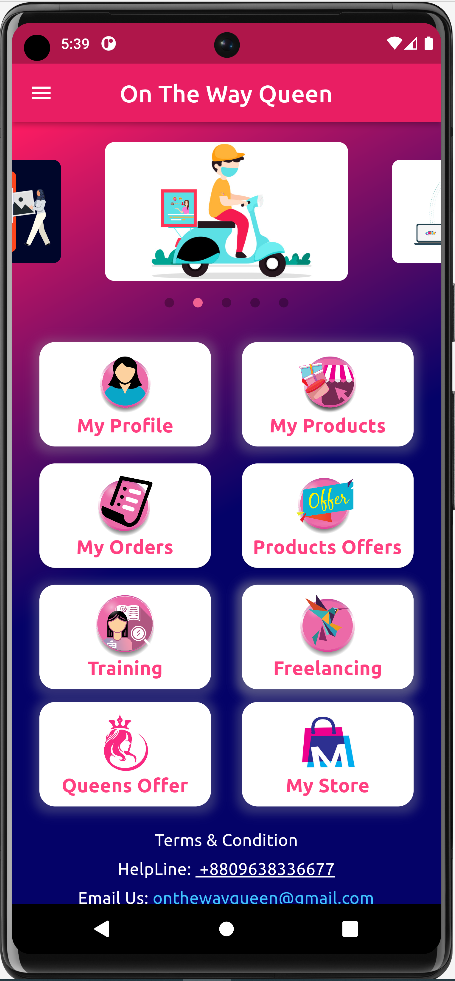 5:39
On The Way Queen
My Profile
My Products
My Orders
Offer
Products Offers
Training
Freelancing
Queens Offer
M
My Store
Terms & Condition
HelpLine: +8809638336677
Email Us: onthewayqueen@gmail.com